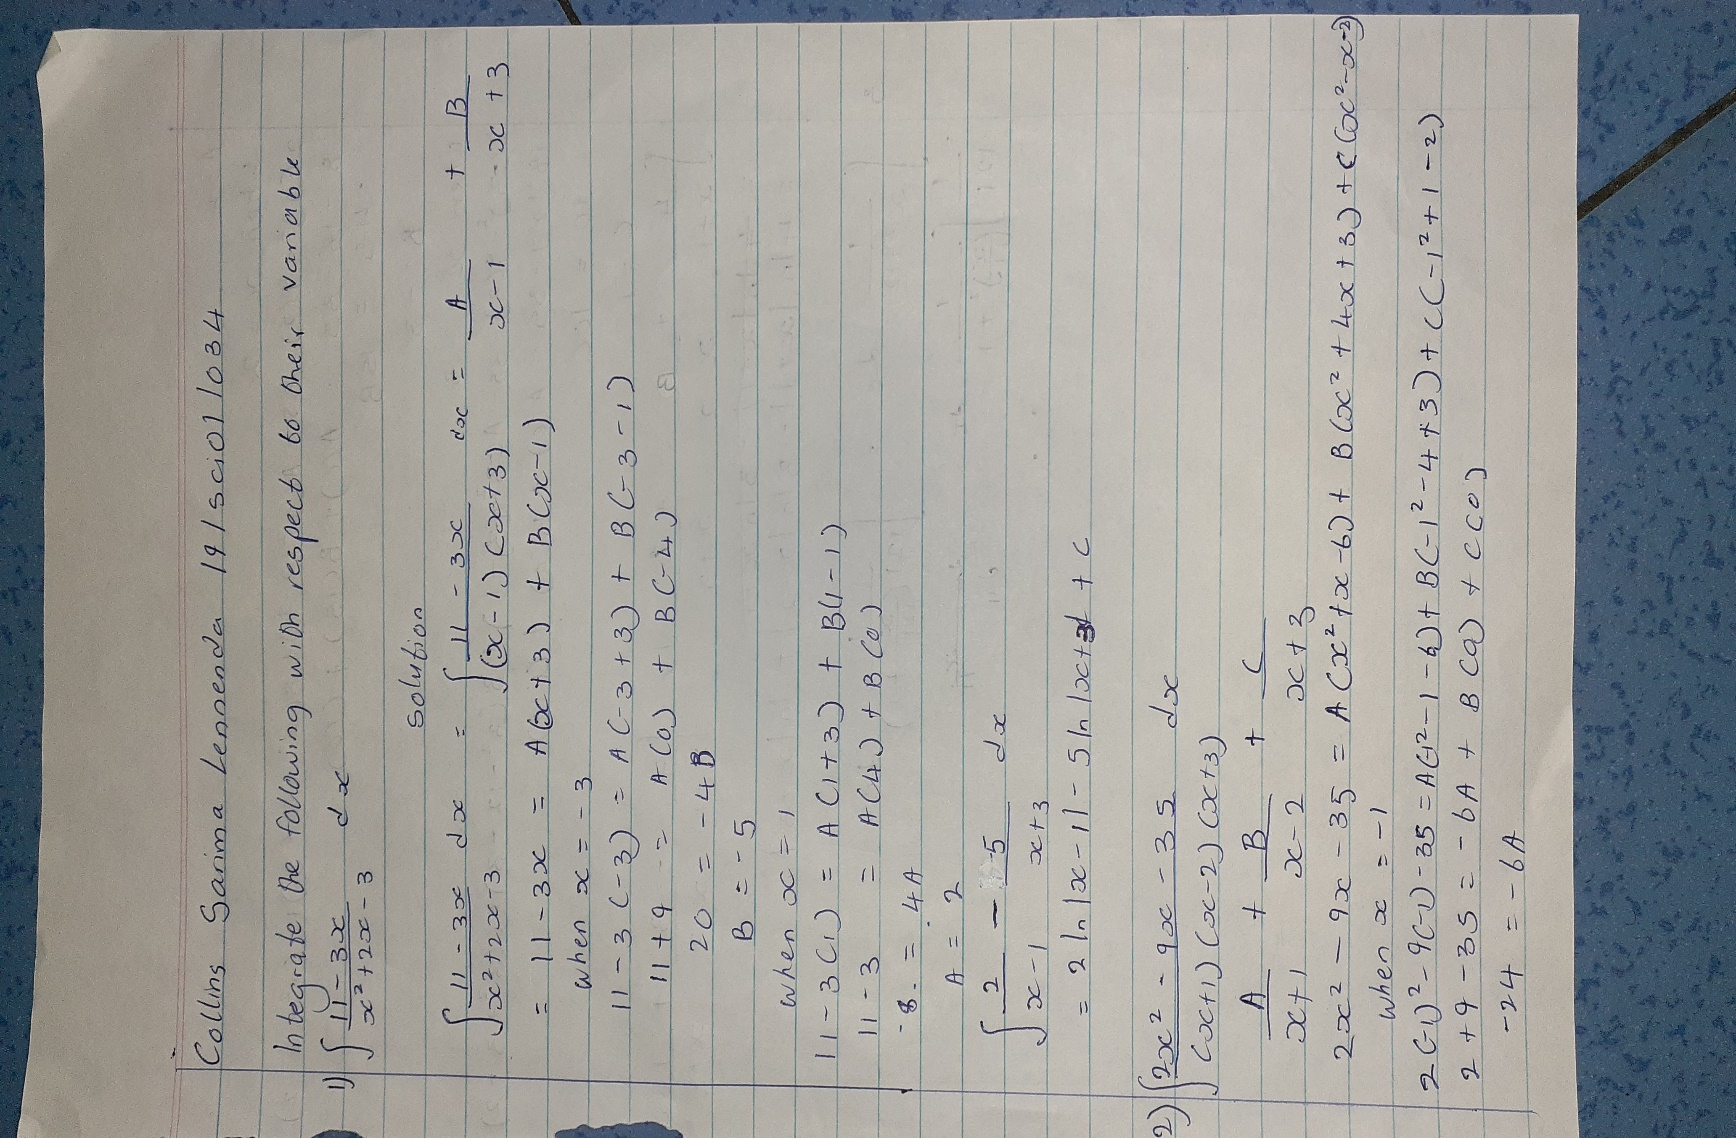 Collins Sarima Lennenda 19/sci01/034
Integrate the following with respect to their variable
1) ∫ 11-3x / x²+2x-3 dx
solution
∫ 11-3x / x²+2x-3 dx = ∫ 11-3x / (x-1)(x+3) dx = A / x-1 + B / x+3
= 11-3x = A(x+3) + B(x-1)
when x = -3
11-3(-3) = A(-3+3) + B(-3-1)
11+9 = A(0) + B(-4)
20 = -4B
B = -5
when x = 1
11-3(1) = A(1+3) + B(1-1)
11-3 = A(4) + B(0)
8 = 4A
A = 2
∫ 2 / x-1 - 5 / x+3 dx
= 2ln|x-1| - 5ln|x+3| + c
2) ∫ 2x²-9x-35 / (x+1)(x-2)(x+3) dx
A / x+1 + B / x-2 + C / x+3
2x²-9x-35 = A(x²+x-6) + B(x²+4x+3) + C(x²-x-2)
when x = -1
2(-1)²-9(-1)-35 = A(-1²-1-6) + B(-1²-4+3) + C(-1²+1-2)
2+9-35 = -6A + B(0) + C(0)
-24 = -6A